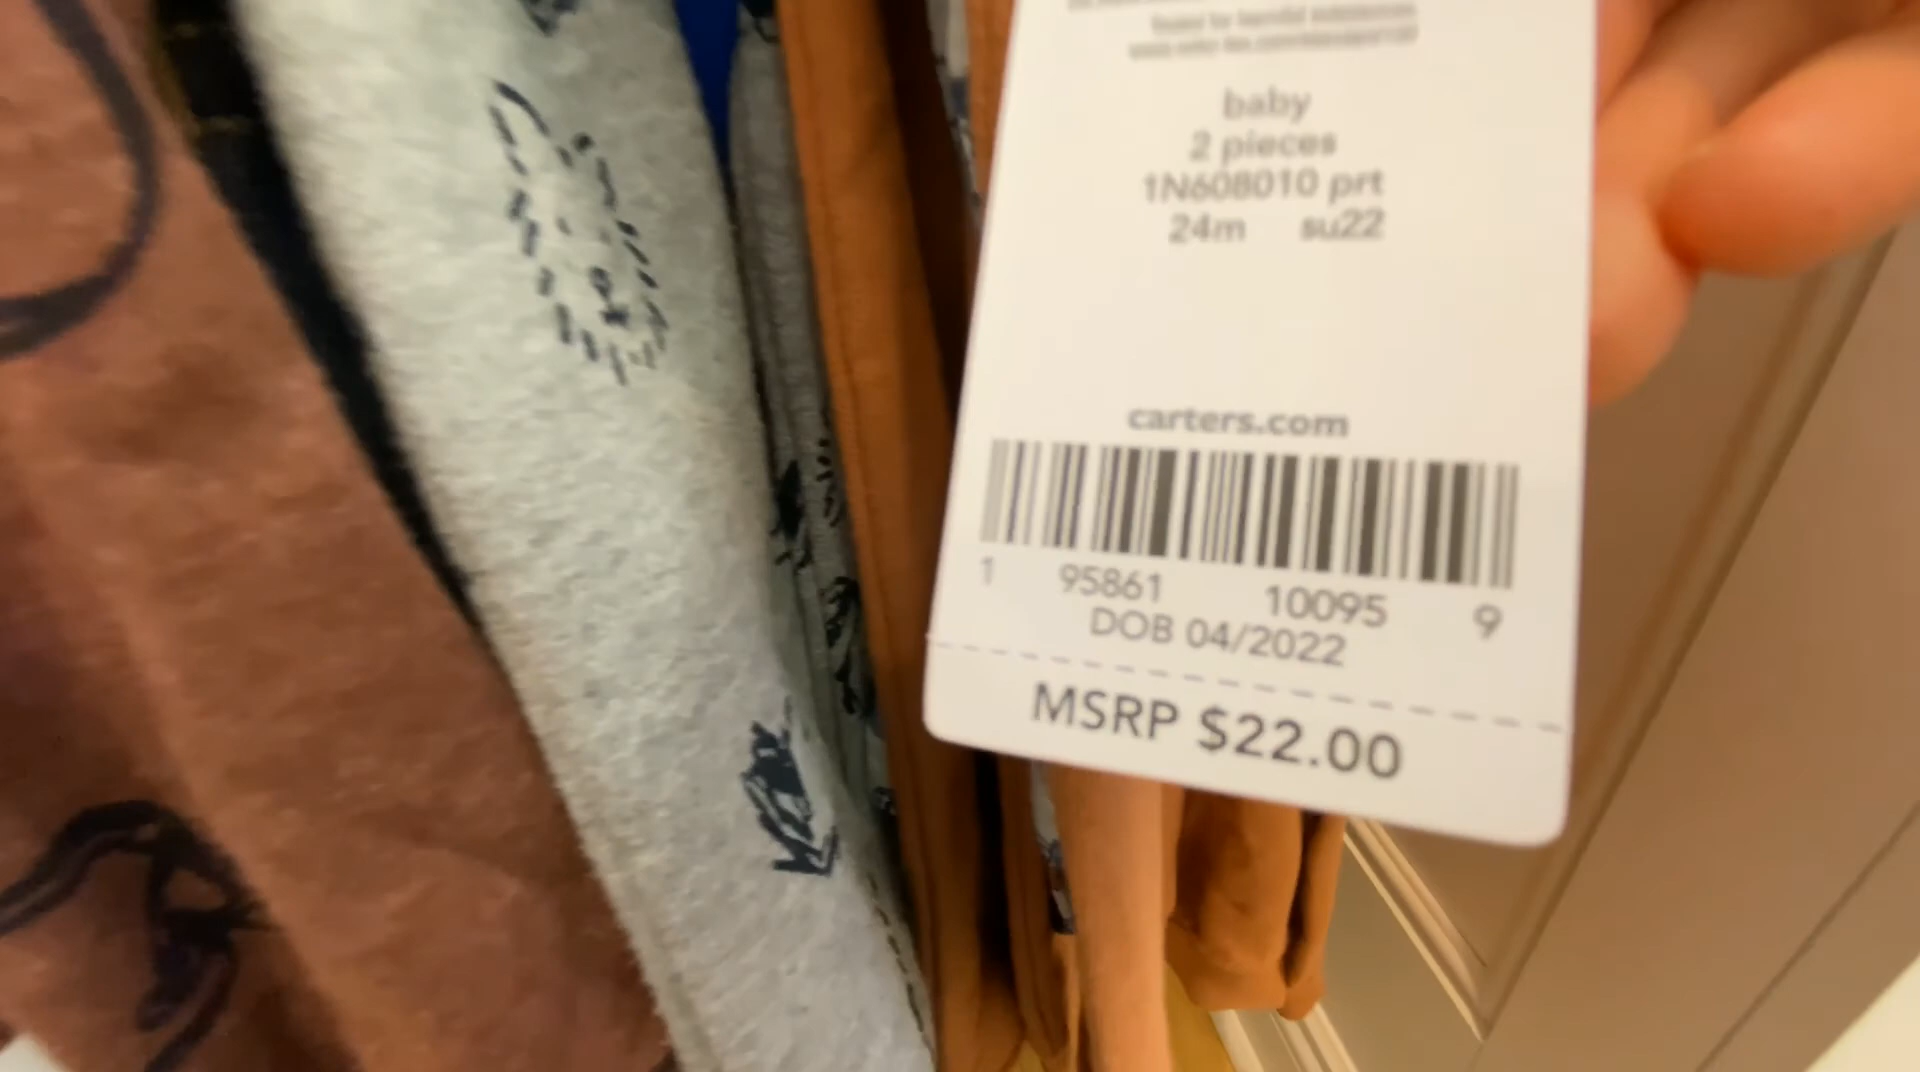 baby
2 pieces
1N608010 prt
24m su22
carters.com
1 95861 10095 9
DOB 04/2022
MSRP $22.00